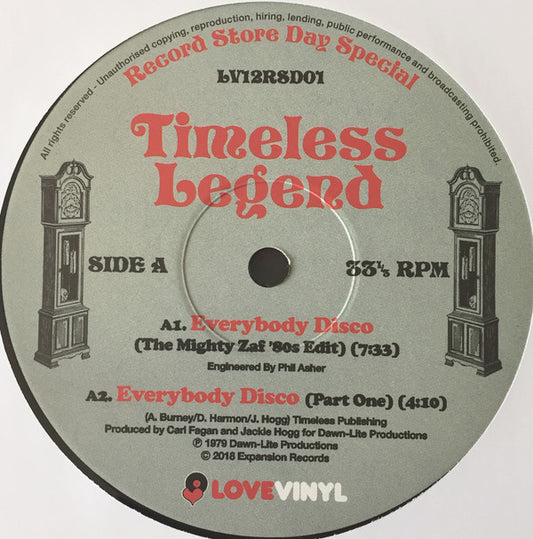 All rights reserved - Unauthorised copying, reproduction, hiring, lending, public performance and broadcasting prohibited.
Record Store Day Special
LV12RSD01
Timeless
Legend
SIDE A
33⅓ RPM
A1. Everybody Disco
(The Mighty Zaf '80s Edit) (7:33)
Engineered By Phil Asher
A2. Everybody Disco (Part One) (4:10)
(A. Burney/D. Harmon/J. Hogg) Timeless Publishing
Produced by Carl Fagan and Jackie Hogg for Dawn-Lite Productions
℗ 1979 Dawn-Lite Productions
© 2018 Expansion Records
LOVEVINYL